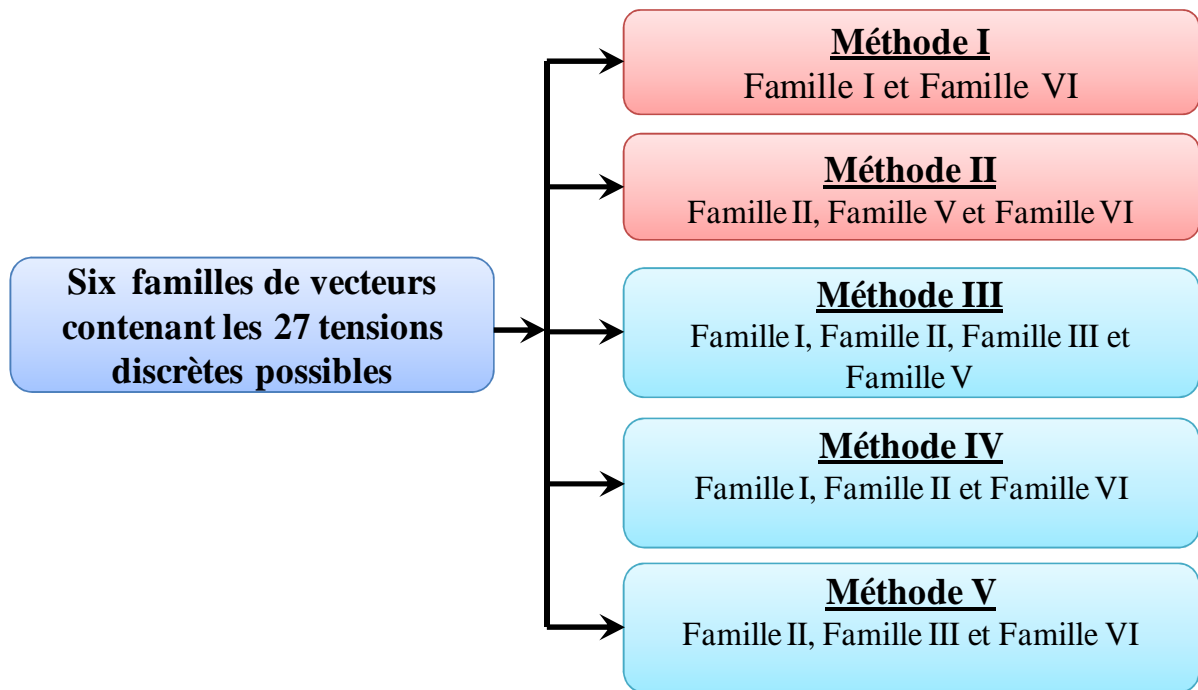 Méthode I
Famille I et Famille VI
Méthode II
Famille II, Famille V et Famille VI
Six familles de vecteurs
contenant les 27 tensions
discrètes possibles
Méthode III
Famille I, Famille II, Famille III et
Famille V
Méthode IV
Famille I, Famille II et Famille VI
Méthode V
Famille II, Famille III et Famille VI